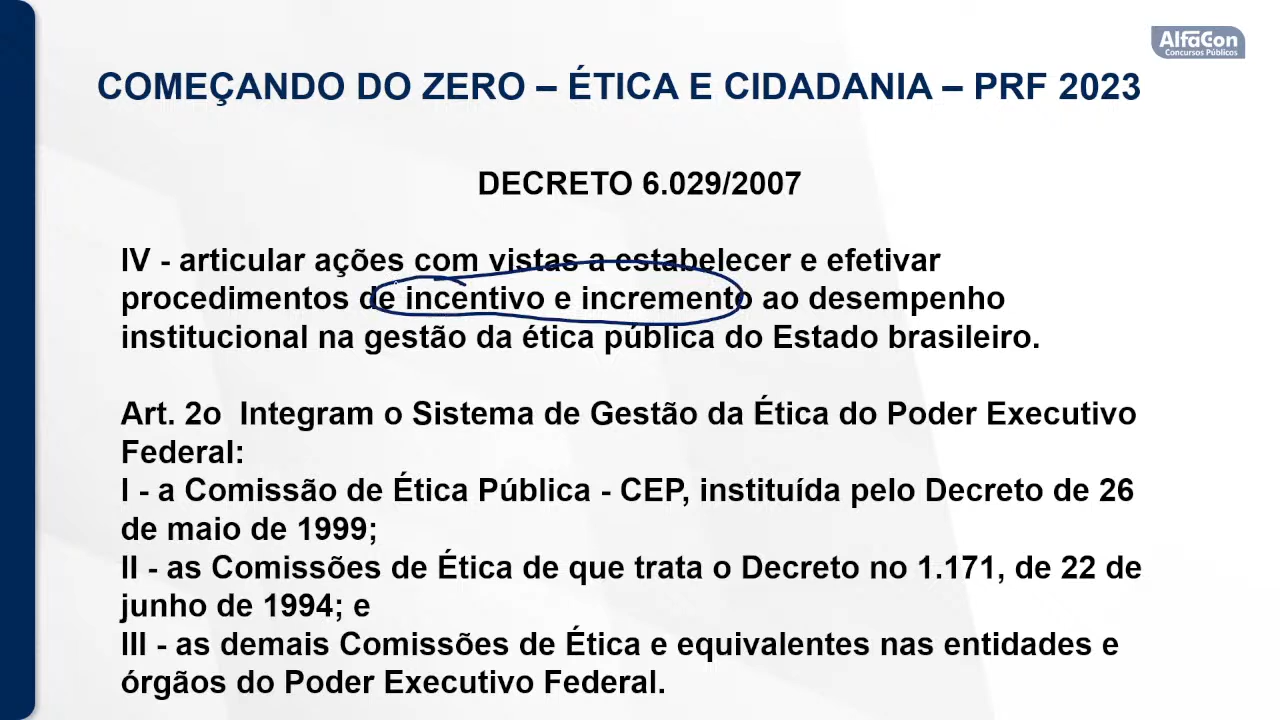 AlfaCon
Concursos Públicos
COMEÇANDO DO ZERO – ÉTICA E CIDADANIA – PRF 2023
DECRETO 6.029/2007
IV - articular ações com vistas a estabelecer e efetivar
procedimentos de incentivo e incremento ao desempenho
institucional na gestão da ética pública do Estado brasileiro.
Art. 2o  Integram o Sistema de Gestão da Ética do Poder Executivo
Federal:
I - a Comissão de Ética Pública - CEP, instituída pelo Decreto de 26
de maio de 1999;
II - as Comissões de Ética de que trata o Decreto no 1.171, de 22 de
junho de 1994; e
III - as demais Comissões de Ética e equivalentes nas entidades e
órgãos do Poder Executivo Federal.